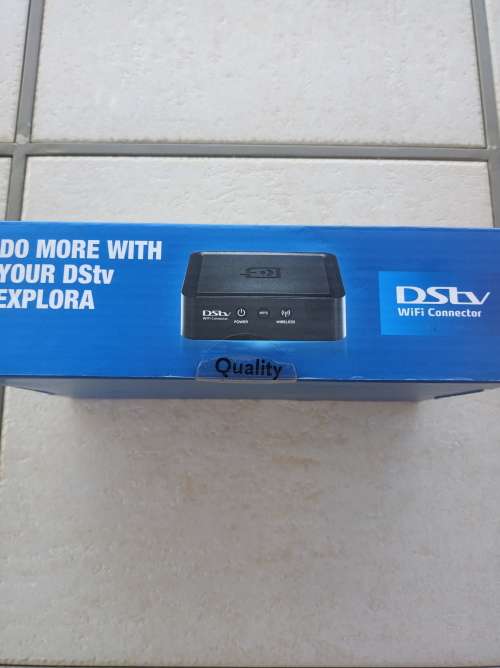 DO MORE WITH
YOUR DStv
EXPLORA
DStv
WiFi Connector
POWER
WPS
WIRELESS
DStv
WiFi Connector
Quality